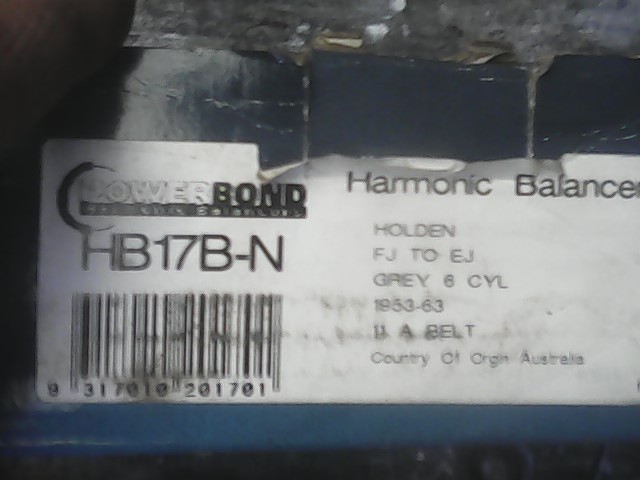 POWERBOND
Harmonic Balancer
HB17B-N
HOLDEN
FJ TO EJ
GREY 6 CYL
1953-63
11 A BELT
Country Of Orgin Australia
9 317010 201701